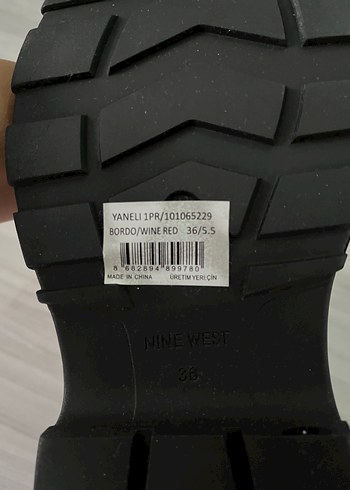 YANELI 1PR/101065229
BORDO/WINE RED 36/5.5
8 682894 899780
MADE IN CHINA ÜRETİM YERİ ÇİN
NINE WEST
36